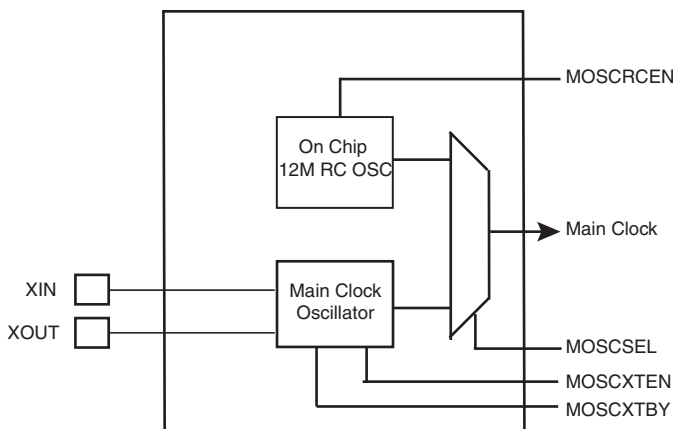 MOSCRCEN
On Chip
12M RC OSC
Main Clock
XIN
Main Clock
Oscillator
XOUT
MOSCSEL
MOSCXTEN
MOSCXTBY